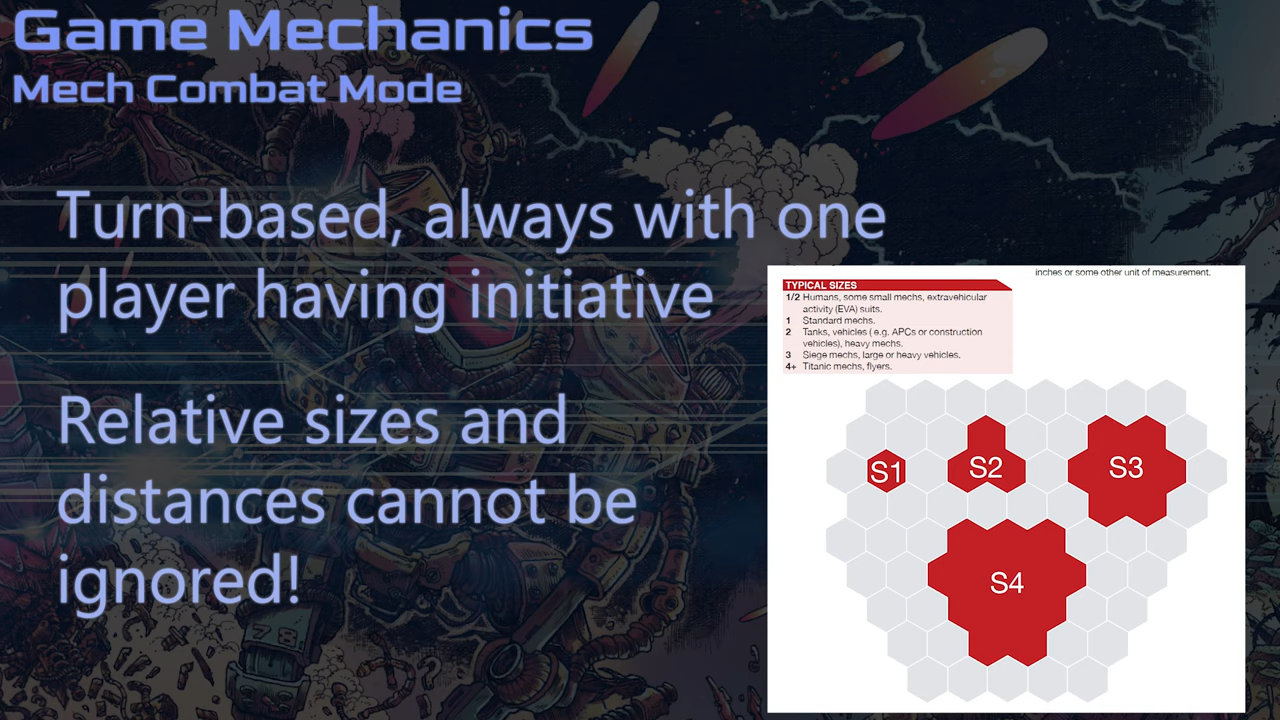 Game Mechanics
Mech Combat Mode
Turn-based, always with one
player having initiative
Relative sizes and
distances cannot be
ignored!
inches or some other unit of measurement.
TYPICAL SIZES
1/2 Humans, some small mechs, extravehicular
activity (EVA) suits.
1 Standard mechs.
2 Tanks, vehicles ( e.g. APCs or construction
vehicles), heavy mechs.
3 Siege mechs, large or heavy vehicles.
4+ Titanic mechs, flyers.
S1 S2 S3
S4
78